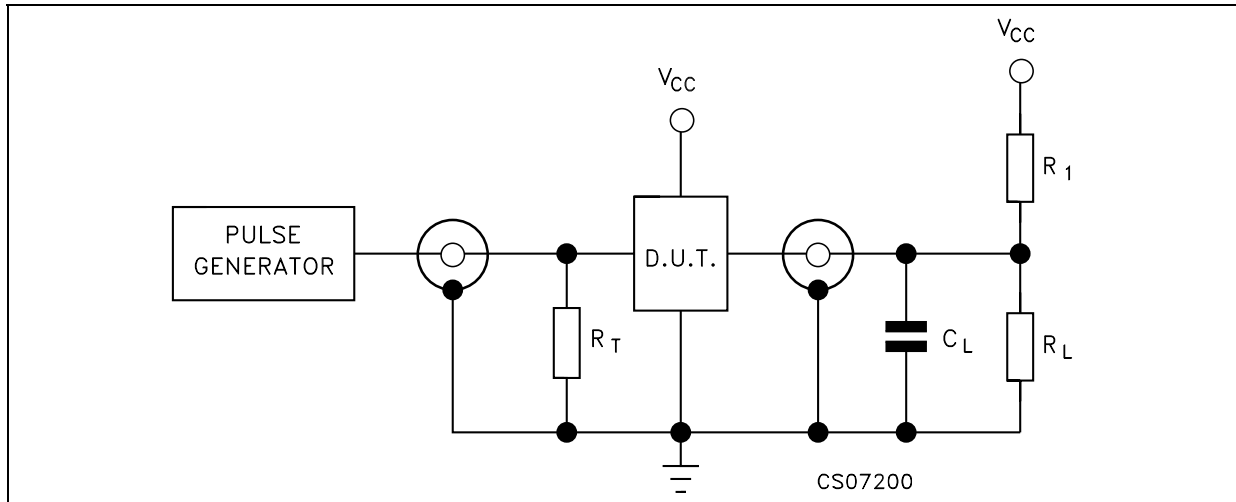 VCC
VCC
R1
PULSE
GENERATOR
D.U.T.
RT
CL
RL
CS07200